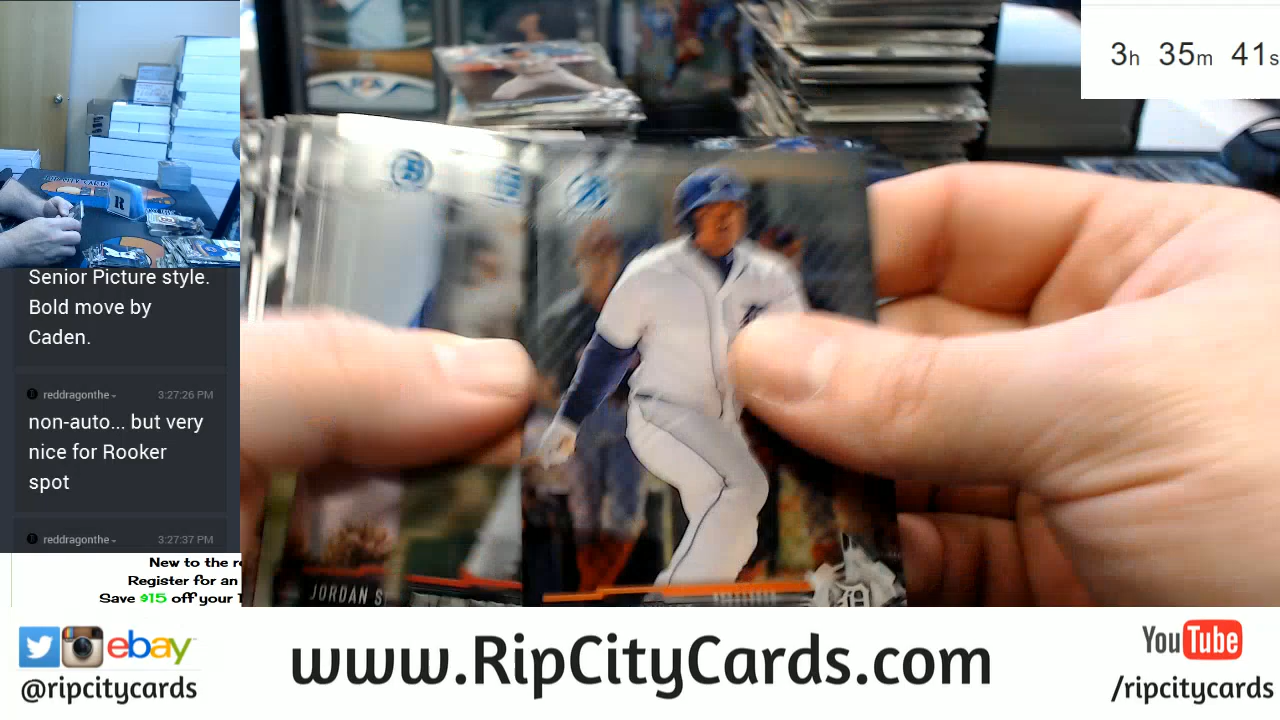 3h 35m 41s
Senior Picture style.
Bold move by
Caden.
reddragonthe 3:27:26 PM
non-auto... but very
nice for Rooker
spot
reddragonthe 3:27:37 PM
New to the
Register for an
Save $15 off your
R
B
JORDAN S
D
ebay
@ripcitycards
www.RipCityCards.com
YouTube
/ripcitycards